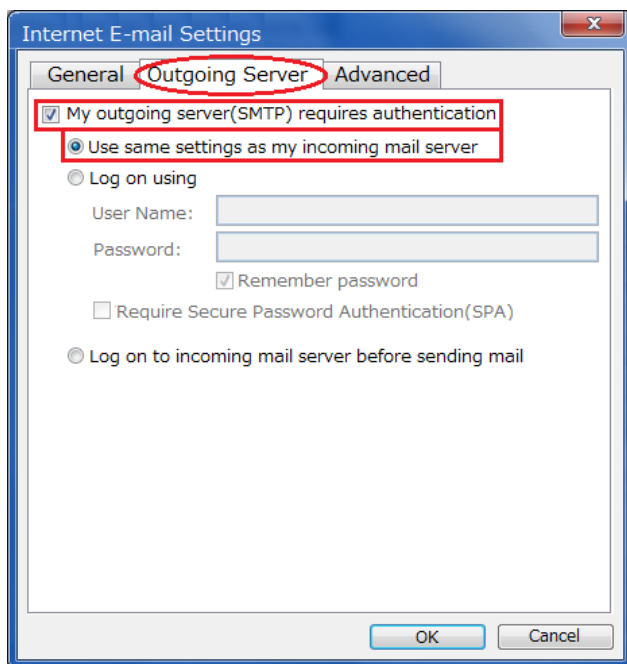 Internet E-mail Settings
General Outgoing Server Advanced
My outgoing server(SMTP) requires authentication
Use same settings as my incoming mail server
Log on using
User Name:
Password:
Remember password
Require Secure Password Authentication(SPA)
Log on to incoming mail server before sending mail
OK Cancel